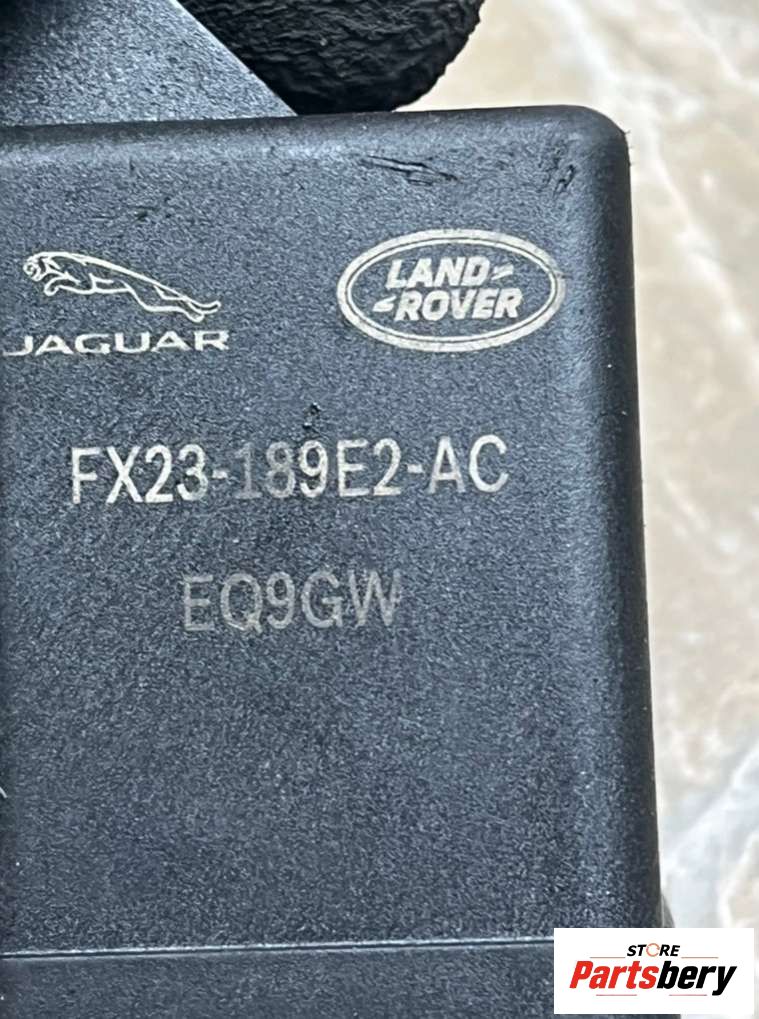 JAGUAR
LAND
ROVER
FX23-189E2-AC
EQ9GW
STORE
Partsbery